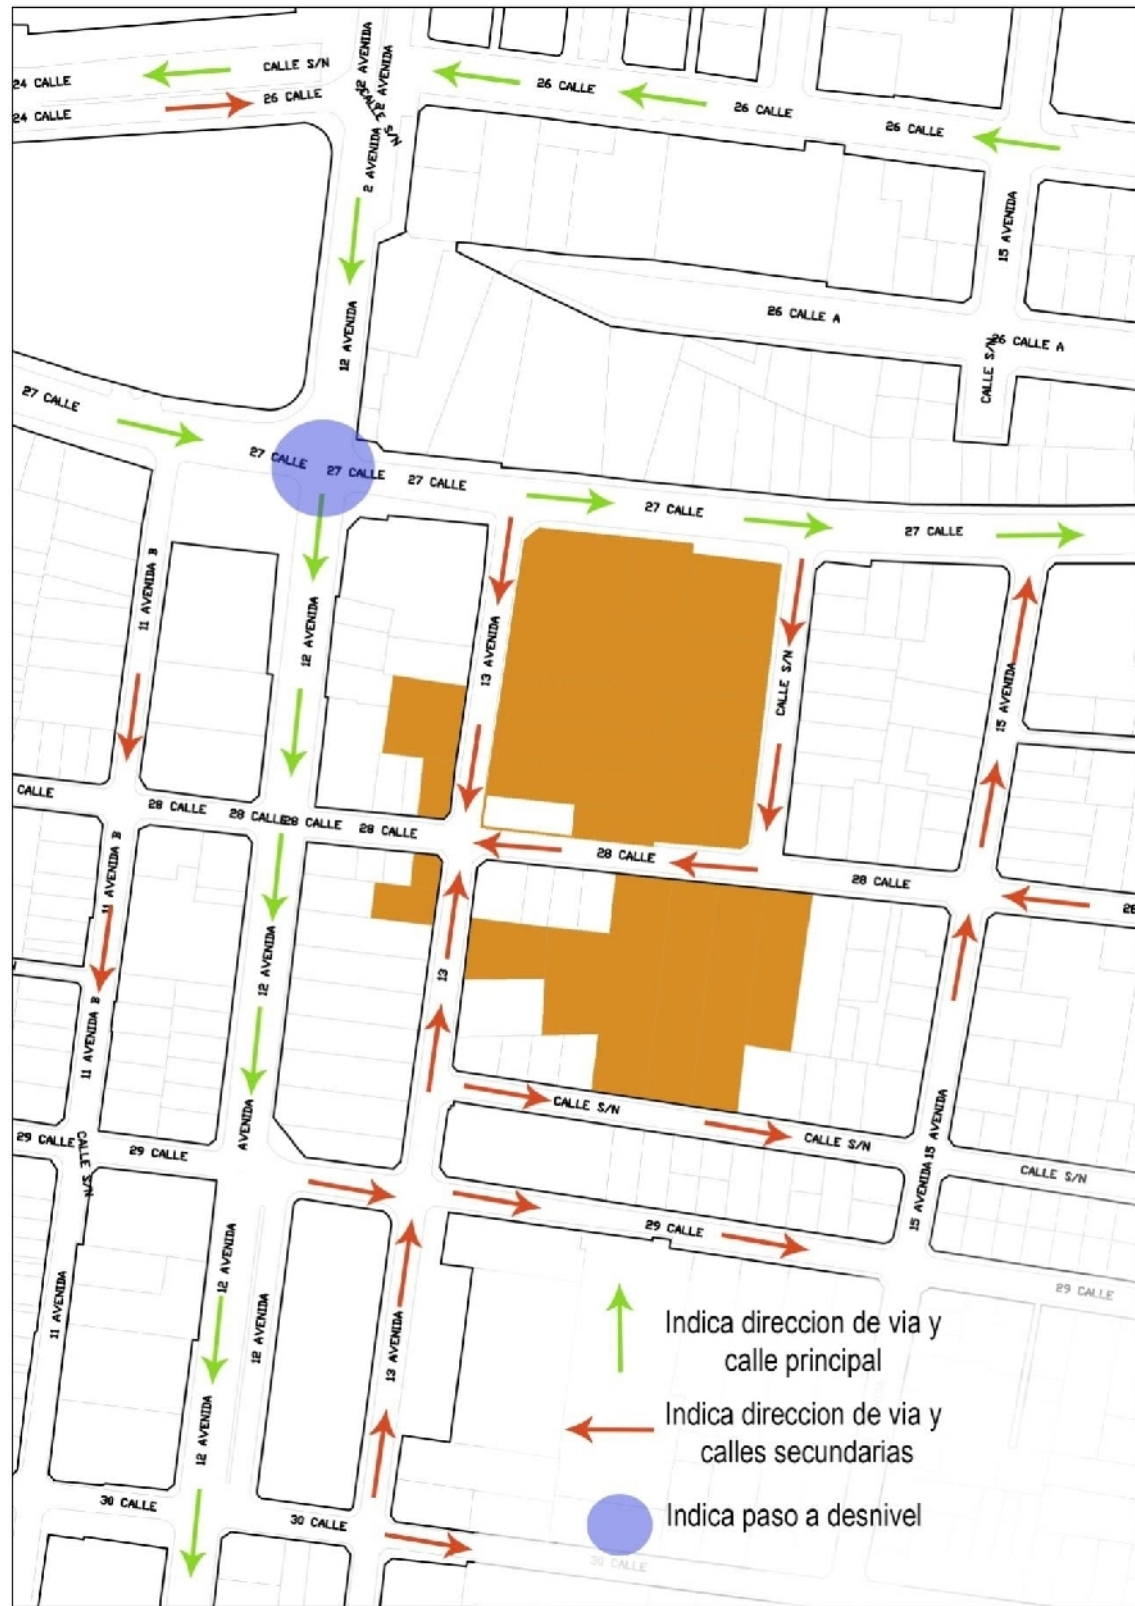 CALLE S/N
24 CALLE
26 CALLE
24 CALLE
12 AVENIDA
2 AVENIDA
CALLE S/N
2 AVENIDA
26 CALLE
26 CALLE
26 CALLE
15 AVENIDA
12 AVENIDA
26 CALLE A
26 CALLE A
CALLE S/N
27 CALLE
27 CALLE
27 CALLE
27 CALLE
27 CALLE
27 CALLE
11 AVENIDA B
12 AVENIDA
13 AVENIDA
CALLE S/N
15 AVENIDA
CALLE
28 CALLE
28 CALLE
28 CALLE
28 CALLE
28 CALLE
28 CALLE
28
11 AVENIDA B
12 AVENIDA
13
11 AVENIDA B
AVENIDA
CALLE S/N
CALLE S/N
15 AVENIDA
29 CALLE
CALLE S/N
29 CALLE
CALLE S/N
15 AVENIDA
29 CALLE
29 CALLE
11 AVENIDA
12 AVENIDA
12 AVENIDA
13 AVENIDA
12 AVENIDA
30 CALLE
30 CALLE
30 CALLE
Indica direccion de via y
calle principal
Indica direccion de via y
calles secundarias
Indica paso a desnivel